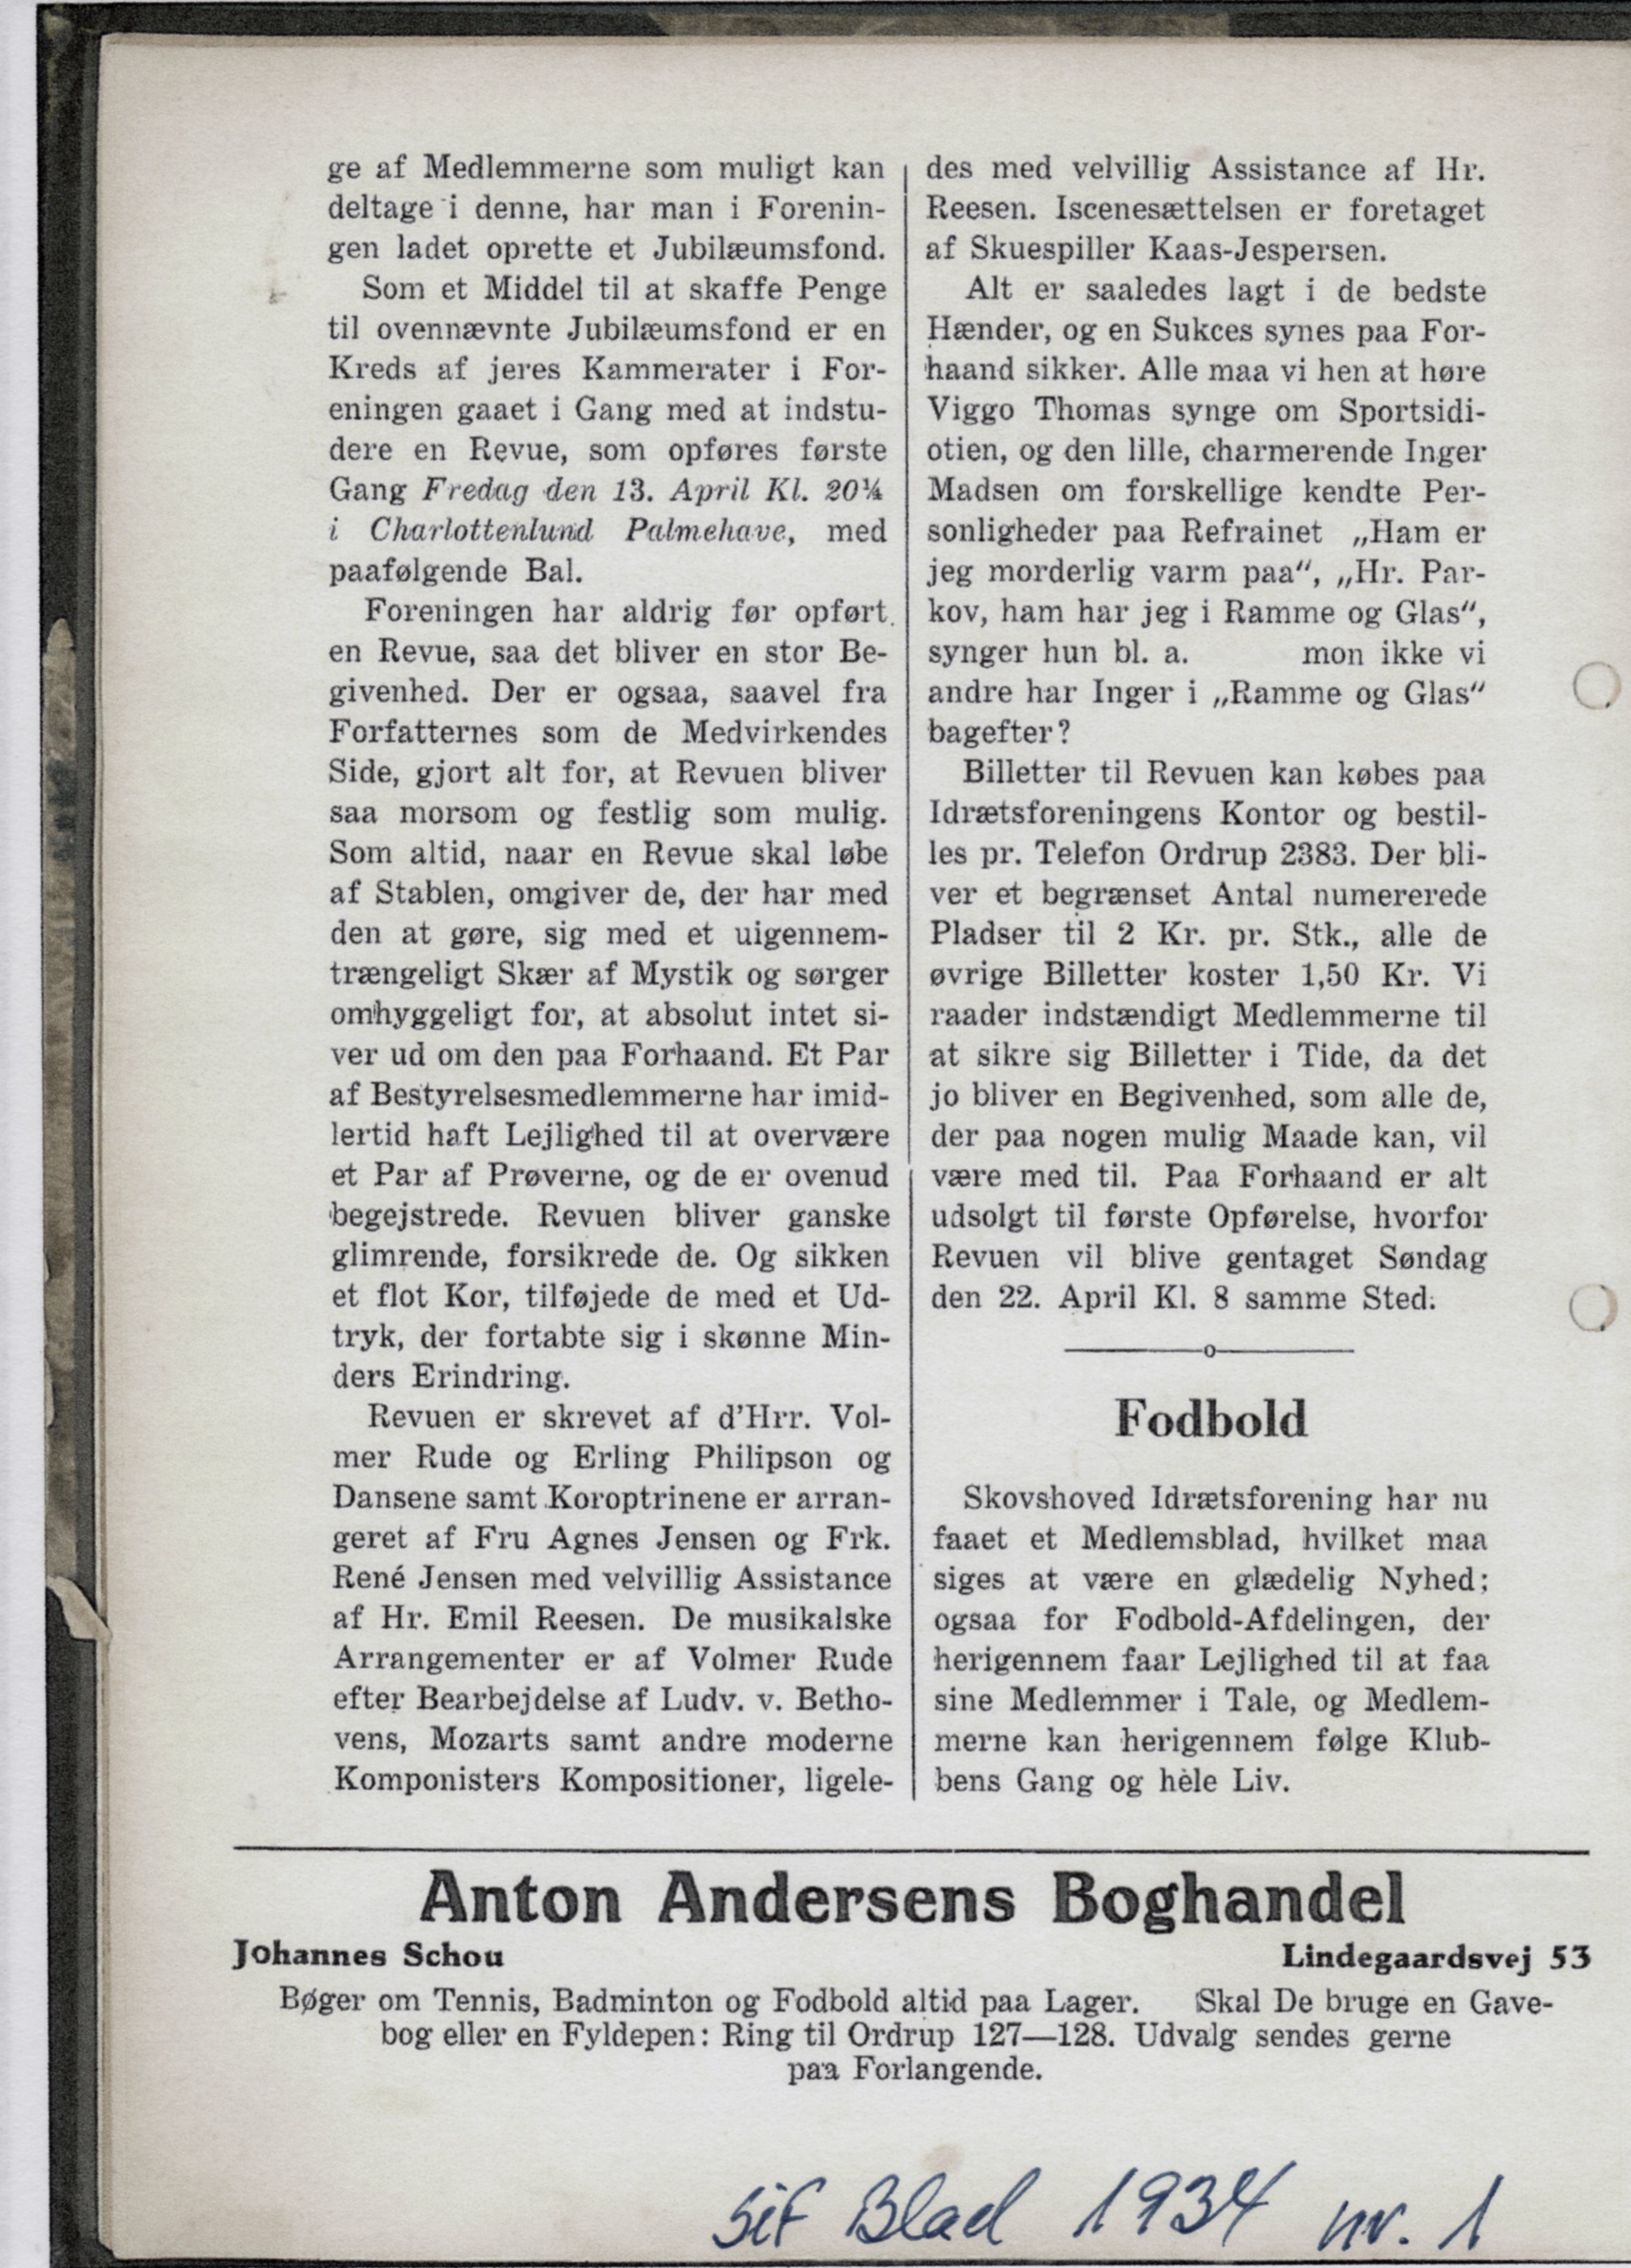 ge af Medlemmerne som muligt kan
deltage i denne, har man i Forenin-
gen ladet oprette et Jubilæumsfond.
Som et Middel til at skaffe Penge
til ovennævnte Jubilæumsfond er en
Kreds af jeres Kammerater i For-
eningen gaaet i Gang med at indstu-
dere en Revue, som opføres første
Gang Fredag den 13. April Kl. 20¼
i Charlottenlund Palmehave, med
paafølgende Bal.
Foreningen har aldrig før opført
en Revue, saa det bliver en stor Be-
givenhed. Der er ogsaa, saavel fra
Forfatternes som de Medvirkendes
Side, gjort alt for, at Revuen bliver
saa morsom og festlig som mulig.
Som altid, naar en Revue skal løbe
af Stablen, omgiver de, der har med
den at gøre, sig med et uigennem-
trængeligt Skær af Mystik og sørger
omhyggeligt for, at absolut intet si-
ver ud om den paa Forhaand. Et Par
af Bestyrelsesmedlemmerne har imid-
lertid haft Lejlighed til at overvære
et Par af Prøverne, og de er ovenud
begejstrede. Revuen bliver ganske
glimrende, forsikrede de. Og sikken
et flot Kor, tilføjede de med et Ud-
tryk, der fortabte sig i skønne Min-
ders Erindring.
Revuen er skrevet af d'Hrr. Vol-
mer Rude og Erling Philipson og
Dansene samt Koroptrinene er arran-
geret af Fru Agnes Jensen og Frk.
René Jensen med velvillig Assistance
af Hr. Emil Reesen. De musikalske
Arrangementer er af Volmer Rude
efter Bearbejdelse af Ludv. v. Betho-
vens, Mozarts samt andre moderne
Komponisters Kompositioner, ligele-
des med velvillig Assistance af Hr.
Reesen. Iscenesættelsen er foretaget
af Skuespiller Kaas-Jespersen.
Alt er saaledes lagt i de bedste
Hænder, og en Sukces synes paa For-
haand sikker. Alle maa vi hen at høre
Viggo Thomas synge om Sportsidi-
otien, og den lille, charmerende Inger
Madsen om forskellige kendte Per-
sonligheder paa Refrainet „Ham er
jeg morderlig varm paa“, „Hr. Par-
kov, ham har jeg i Ramme og Glas“,
synger hun bl. a. mon ikke vi
andre har Inger i „Ramme og Glas“
bagefter?
Billetter til Revuen kan købes paa
Idrætsforeningens Kontor og bestil-
les pr. Telefon Ordrup 2383. Der bli-
ver et begrænset Antal numererede
Pladser til 2 Kr. pr. Stk., alle de
øvrige Billetter koster 1,50 Kr. Vi
raader indstændigt Medlemmerne til
at sikre sig Billetter i Tide, da det
jo bliver en Begivenhed, som alle de,
der paa nogen mulig Maade kan, vil
være med til. Paa Forhaand er alt
udsolgt til første Opførelse, hvorfor
Revuen vil blive gentaget Søndag
den 22. April Kl. 8 samme Sted.
Fodbold
Skovshoved Idrætsforening har nu
faaet et Medlemsblad, hvilket maa
siges at være en glædelig Nyhed;
ogsaa for Fodbold-Afdelingen, der
herigennem faar Lejlighed til at faa
sine Medlemmer i Tale, og Medlem-
merne kan herigennem følge Klub-
bens Gang og hele Liv.
Anton Andersens Boghandel
Johannes Schou Lindegaardsvej 53
Bøger om Tennis, Badminton og Fodbold altid paa Lager. Skal De bruge en Gave-
bog eller en Fyldepen: Ring til Ordrup 127—128. Udvalg sendes gerne
paa Forlangende.
Sif Blad 1934 nr. 1